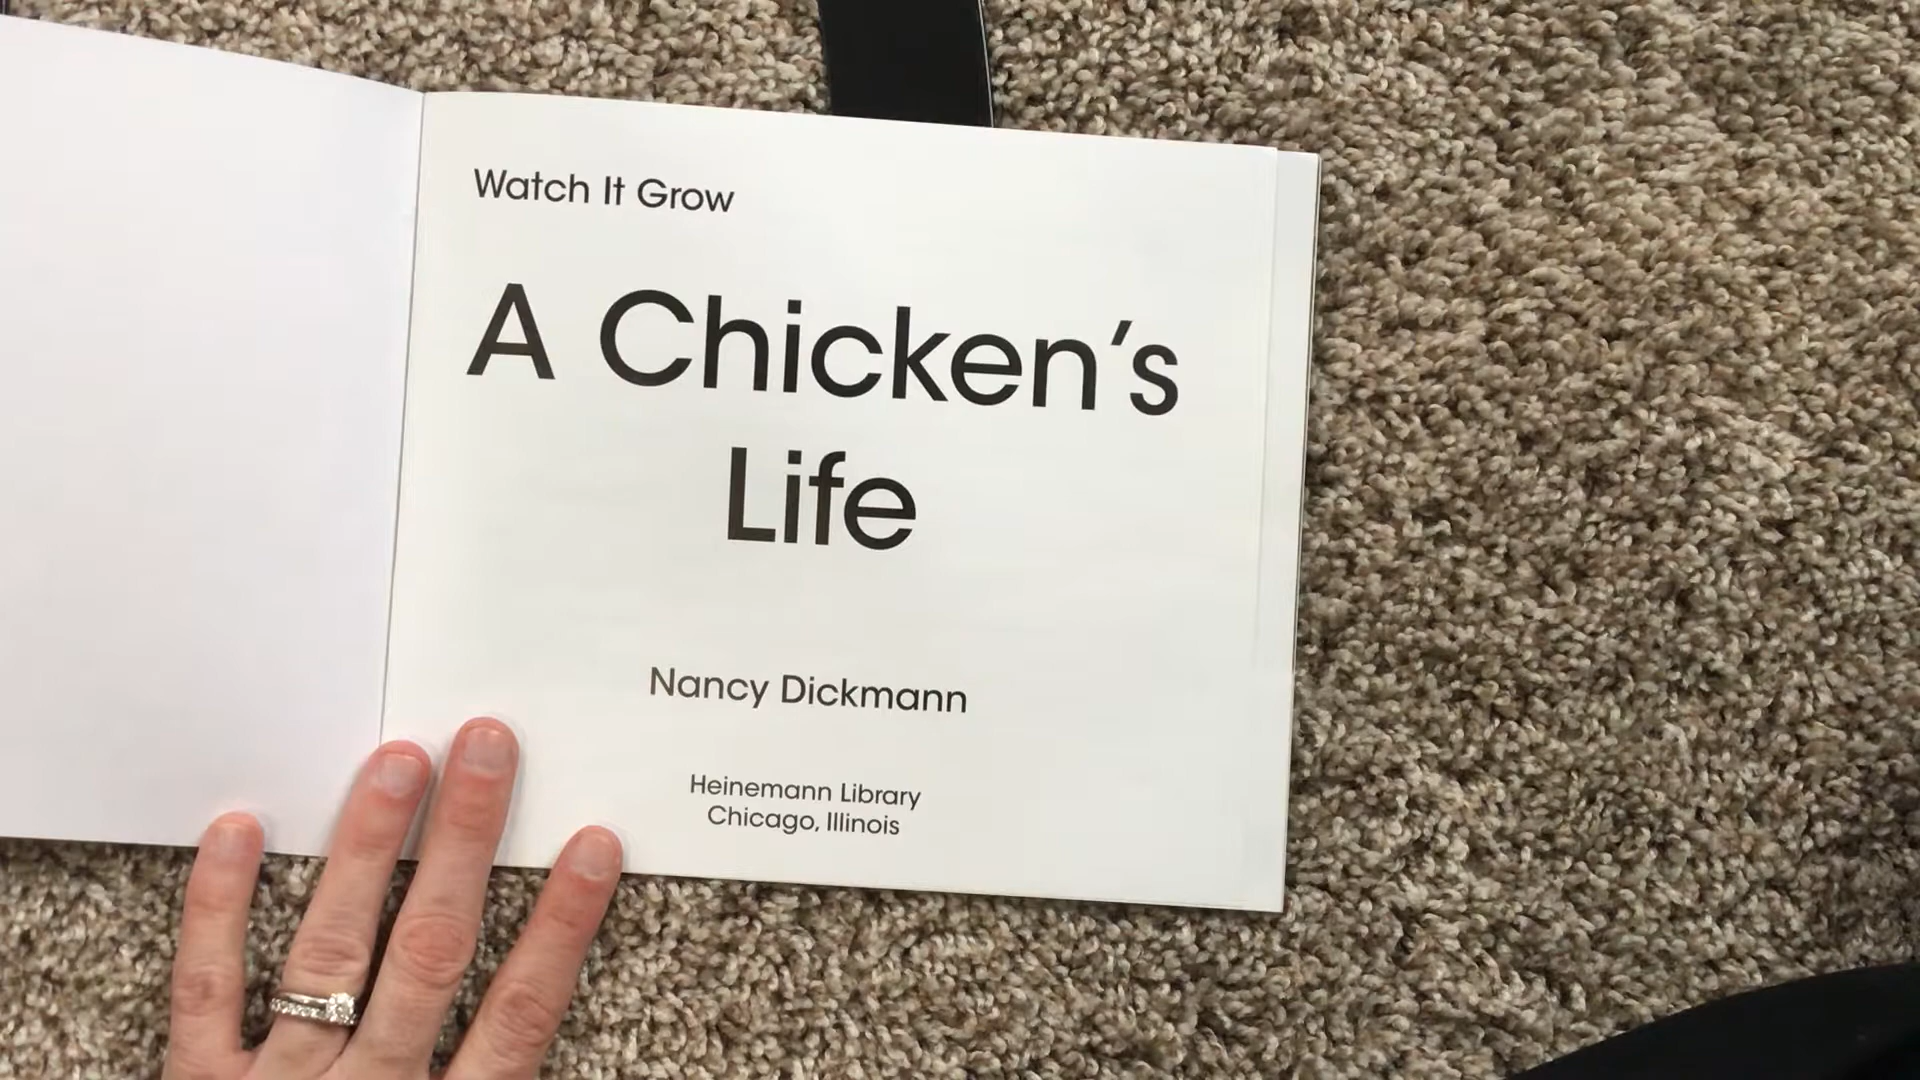 Watch It Grow
A Chicken's
Life
Nancy Dickmann
Heinemann Library
Chicago, Illinois